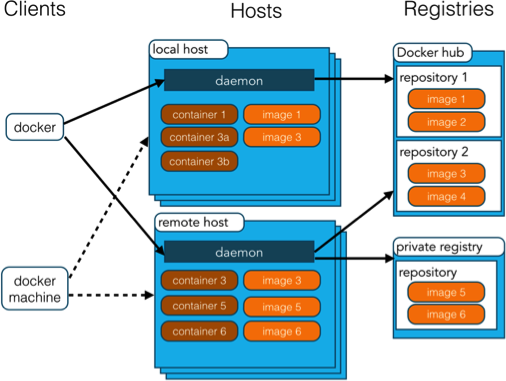 Clients
Hosts
Registries
local host
daemon
container 1
image 1
container 3a
image 3
container 3b
docker
docker
machine
remote host
daemon
container 3
image 3
container 5
image 5
container 6
image 6
Docker hub
repository 1
image 1
image 2
repository 2
image 3
image 4
private registry
repository
image 5
image 6